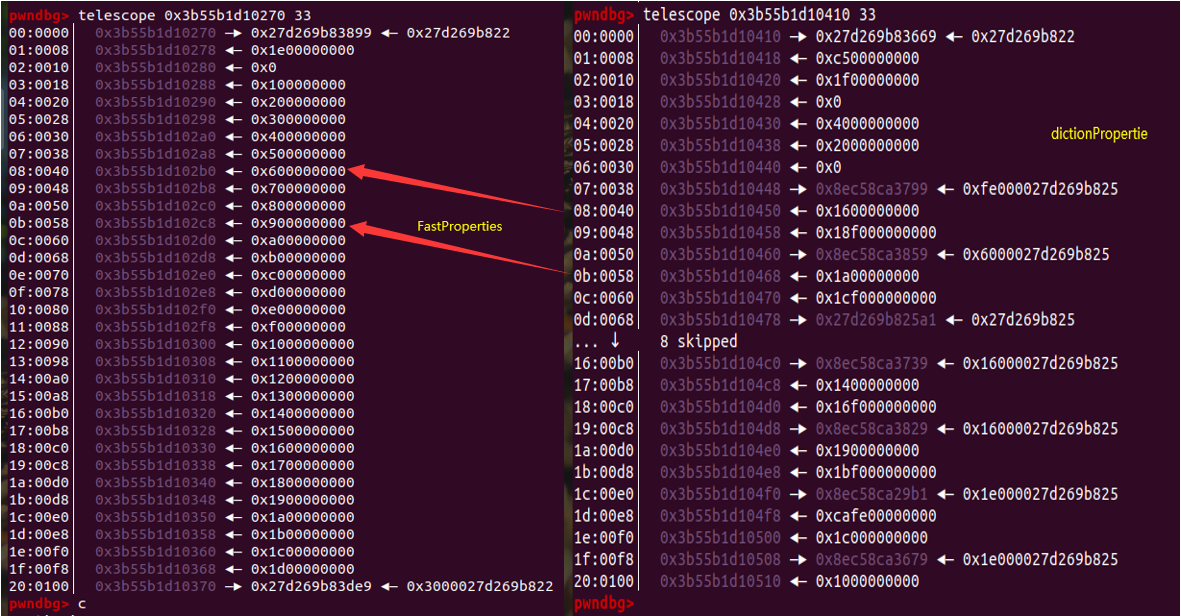 pwndbg> telescope 0x3b55b1d10270 33
00:0000│ 0x3b55b1d10270 —▸ 0x27d269b83899 ◂— 0x27d269b822
01:0008│ 0x3b55b1d10278 ◂— 0x1e00000000
02:0010│ 0x3b55b1d10280 ◂— 0x0
03:0018│ 0x3b55b1d10288 ◂— 0x100000000
04:0020│ 0x3b55b1d10290 ◂— 0x200000000
05:0028│ 0x3b55b1d10298 ◂— 0x300000000
06:0030│ 0x3b55b1d102a0 ◂— 0x400000000
07:0038│ 0x3b55b1d102a8 ◂— 0x500000000
08:0040│ 0x3b55b1d102b0 ◂— 0x600000000
09:0048│ 0x3b55b1d102b8 ◂— 0x700000000
0a:0050│ 0x3b55b1d102c0 ◂— 0x800000000
0b:0058│ 0x3b55b1d102c8 ◂— 0x900000000
FastProperties
0c:0060│ 0x3b55b1d102d0 ◂— 0xa00000000
0d:0068│ 0x3b55b1d102d8 ◂— 0xb00000000
0e:0070│ 0x3b55b1d102e0 ◂— 0xc00000000
0f:0078│ 0x3b55b1d102e8 ◂— 0xd00000000
10:0080│ 0x3b55b1d102f0 ◂— 0xe00000000
11:0088│ 0x3b55b1d102f8 ◂— 0xf00000000
12:0090│ 0x3b55b1d10300 ◂— 0x1000000000
13:0098│ 0x3b55b1d10308 ◂— 0x1100000000
14:00a0│ 0x3b55b1d10310 ◂— 0x1200000000
15:00a8│ 0x3b55b1d10318 ◂— 0x1300000000
16:00b0│ 0x3b55b1d10320 ◂— 0x1400000000
17:00b8│ 0x3b55b1d10328 ◂— 0x1500000000
18:00c0│ 0x3b55b1d10330 ◂— 0x1600000000
19:00c8│ 0x3b55b1d10338 ◂— 0x1700000000
1a:00d0│ 0x3b55b1d10340 ◂— 0x1800000000
1b:00d8│ 0x3b55b1d10348 ◂— 0x1900000000
1c:00e0│ 0x3b55b1d10350 ◂— 0x1a00000000
1d:00e8│ 0x3b55b1d10358 ◂— 0x1b00000000
1e:00f0│ 0x3b55b1d10360 ◂— 0x1c00000000
1f:00f8│ 0x3b55b1d10368 ◂— 0x1d00000000
20:0100│ 0x3b55b1d10370 —▸ 0x27d269b83de9 ◂— 0x3000027d269b822
pwndbg> c
pwndbg> telescope 0x3b55b1d10410 33
00:0000│ 0x3b55b1d10410 —▸ 0x27d269b83669 ◂— 0x27d269b822
01:0008│ 0x3b55b1d10418 ◂— 0xc500000000
02:0010│ 0x3b55b1d10420 ◂— 0x1f00000000
03:0018│ 0x3b55b1d10428 ◂— 0x0
04:0020│ 0x3b55b1d10430 ◂— 0x4000000000
dictionPropertie
05:0028│ 0x3b55b1d10438 ◂— 0x2000000000
06:0030│ 0x3b55b1d10440 ◂— 0x0
07:0038│ 0x3b55b1d10448 —▸ 0x8ec58ca3799 ◂— 0xfe000027d269b825
08:0040│ 0x3b55b1d10450 ◂— 0x1600000000
09:0048│ 0x3b55b1d10458 ◂— 0x18f00000000
0a:0050│ 0x3b55b1d10460 —▸ 0x8ec58ca3859 ◂— 0x6000027d269b825
0b:0058│ 0x3b55b1d10468 ◂— 0x1a00000000
0c:0060│ 0x3b55b1d10470 ◂— 0x1cf00000000
0d:0068│ 0x3b55b1d10478 —▸ 0x27d269b825a1 ◂— 0x27d269b825
... ↓ 8 skipped
16:00b0│ 0x3b55b1d104c0 —▸ 0x8ec58ca3739 ◂— 0x16000027d269b825
17:00b8│ 0x3b55b1d104c8 ◂— 0x1400000000
18:00c0│ 0x3b55b1d104d0 ◂— 0x16f00000000
19:00c8│ 0x3b55b1d104d8 —▸ 0x8ec58ca3829 ◂— 0x16000027d269b825
1a:00d0│ 0x3b55b1d104e0 ◂— 0x1900000000
1b:00d8│ 0x3b55b1d104e8 ◂— 0x1bf00000000
1c:00e0│ 0x3b55b1d104f0 —▸ 0x8ec58ca29b1 ◂— 0x1e000027d269b825
1d:00e8│ 0x3b55b1d104f8 ◂— 0xcafe00000000
1e:00f0│ 0x3b55b1d10500 ◂— 0x1c00000000
1f:00f8│ 0x3b55b1d10508 —▸ 0x8ec58ca3679 ◂— 0x1e000027d269b825
20:0100│ 0x3b55b1d10510 ◂— 0x1000000000
pwndbg>